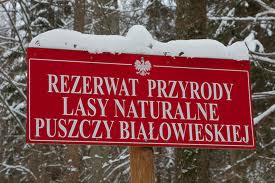 REZERWAT PRZYRODY
LASY NATURALNE
PUSZCZY BIAŁOWIESKIEJ